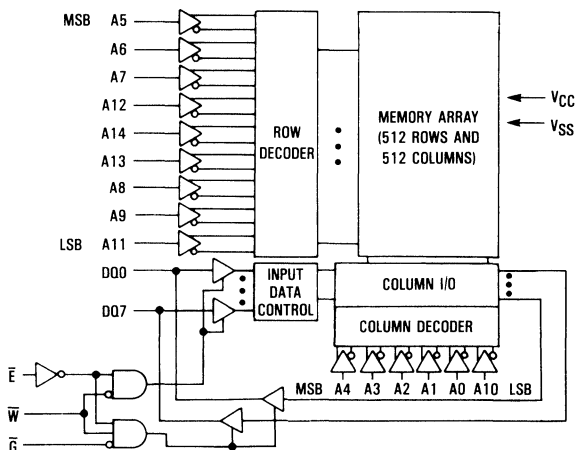 MSB A5
A6
A7
A12
A14
A13
A8
A9
LSB A11
ROW
DECODER
MEMORY ARRAY
(512 ROWS AND
512 COLUMNS)
VCC
VSS
DQ0
DQ7
INPUT
DATA
CONTROL
COLUMN I/O
COLUMN DECODER
MSB A4 A3 A2 A1 A0 A10 LSB
E̅
W̅
G̅